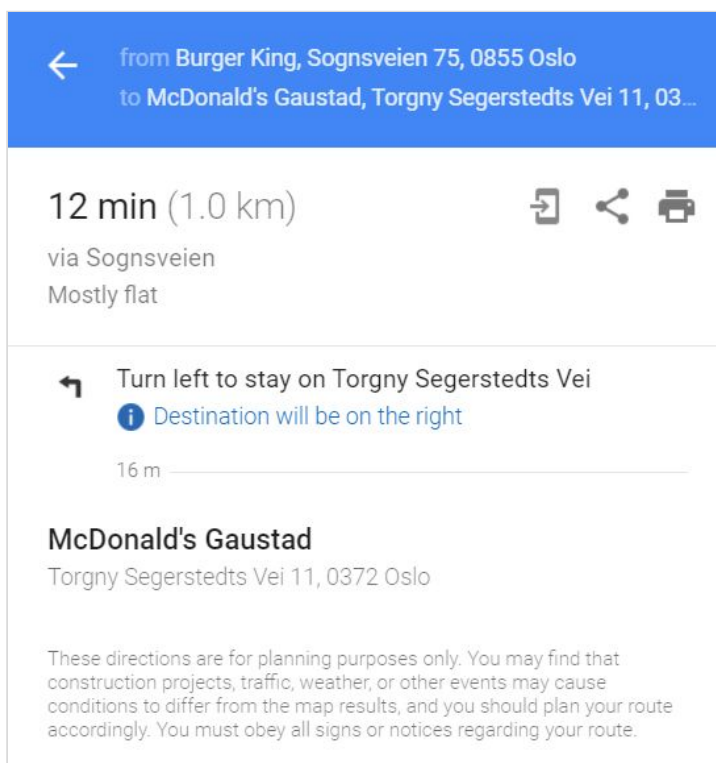 from Burger King, Sognsveien 75, 0855 Oslo
to McDonald's Gaustad, Torgny Segerstedts Vei 11, 03...
12 min (1.0 km)
via Sognsveien
Mostly flat
Turn left to stay on Torgny Segerstedts Vei
Destination will be on the right
16 m
McDonald's Gaustad
Torgny Segerstedts Vei 11, 0372 Oslo
These directions are for planning purposes only. You may find that
construction projects, traffic, weather, or other events may cause
conditions to differ from the map results, and you should plan your route
accordingly. You must obey all signs or notices regarding your route.